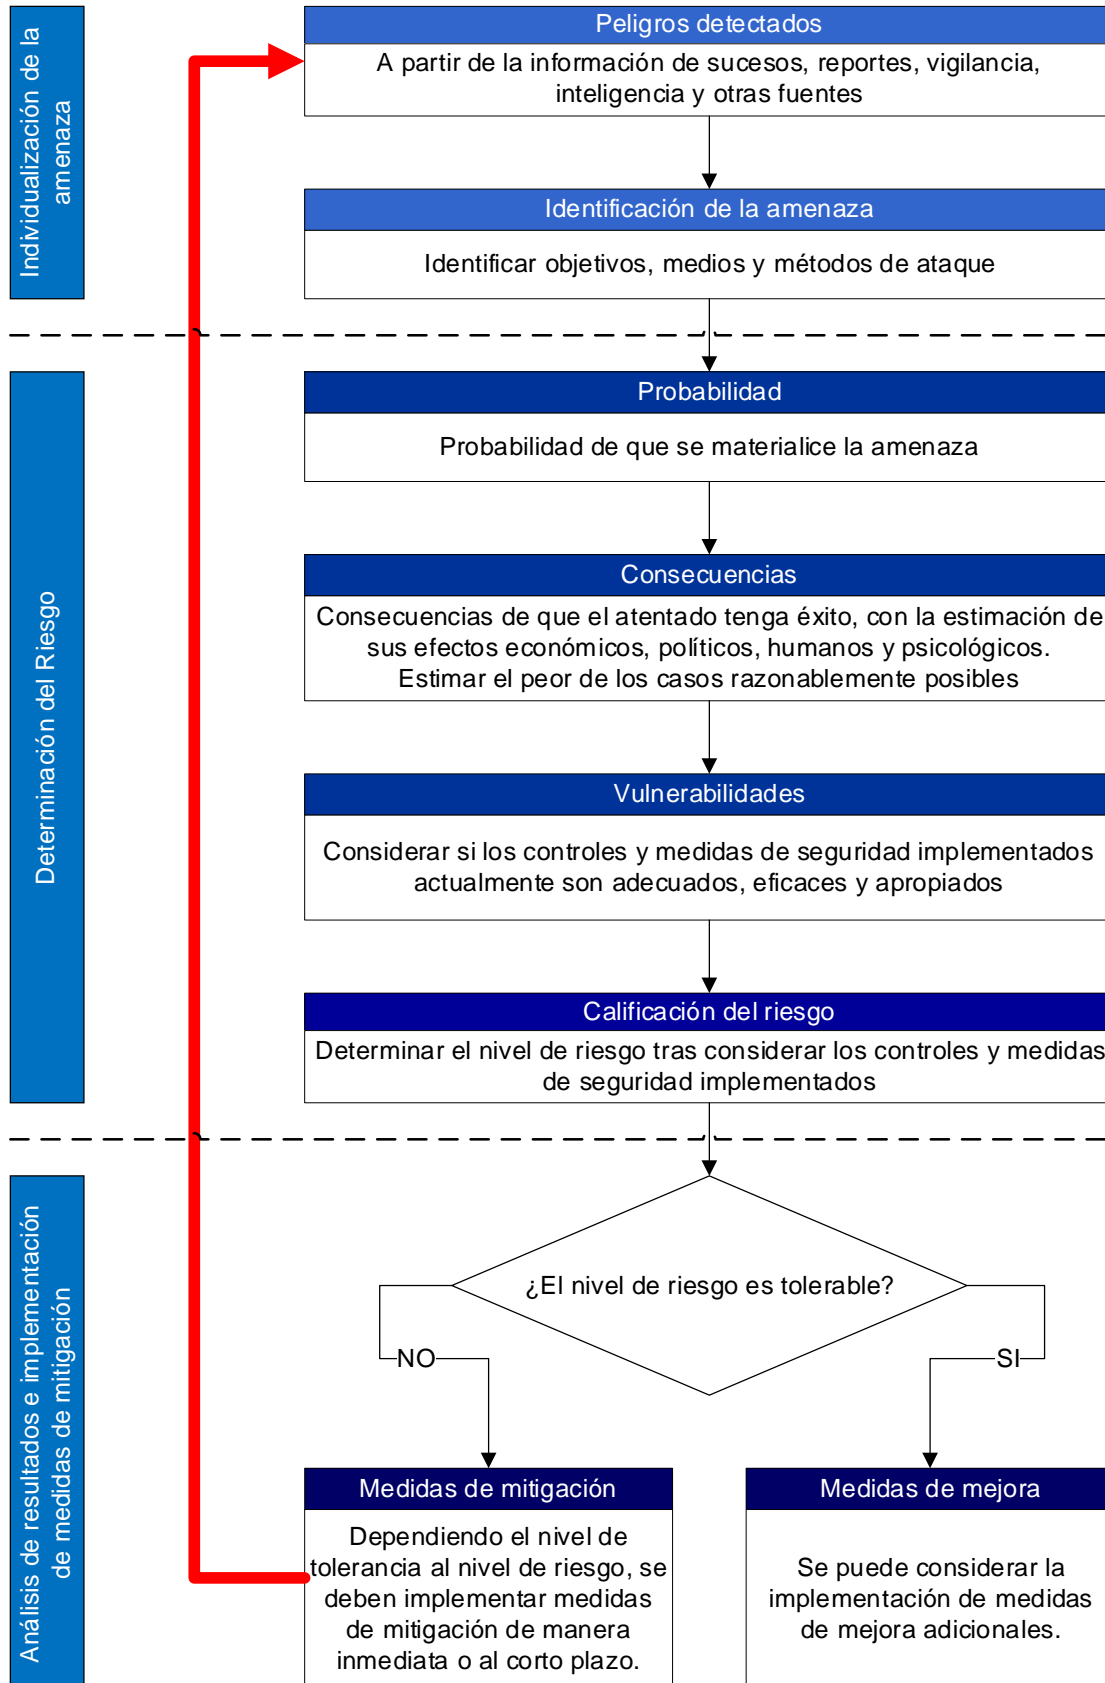 Individualización de la
amenaza
Peligros detectados
A partir de la información de sucesos, reportes, vigilancia,
inteligencia y otras fuentes
Identificación de la amenaza
Identificar objetivos, medios y métodos de ataque
Determinación del Riesgo
Probabilidad
Probabilidad de que se materialice la amenaza
Consecuencias
Consecuencias de que el atentado tenga éxito, con la estimación de
sus efectos económicos, políticos, humanos y psicológicos.
Estimar el peor de los casos razonablemente posibles
Vulnerabilidades
Considerar si los controles y medidas de seguridad implementados
actualmente son adecuados, eficaces y apropiados
Calificación del riesgo
Determinar el nivel de riesgo tras considerar los controles y medidas
de seguridad implementados
Análisis de resultados e implementación
de medidas de mitigación
¿El nivel de riesgo es tolerable?
NO
SI
Medidas de mitigación
Dependiendo el nivel de
tolerancia al nivel de riesgo, se
deben implementar medidas
de mitigación de manera
inmediata o al corto plazo.
Medidas de mejora
Se puede considerar la
implementación de medidas
de mejora adicionales.